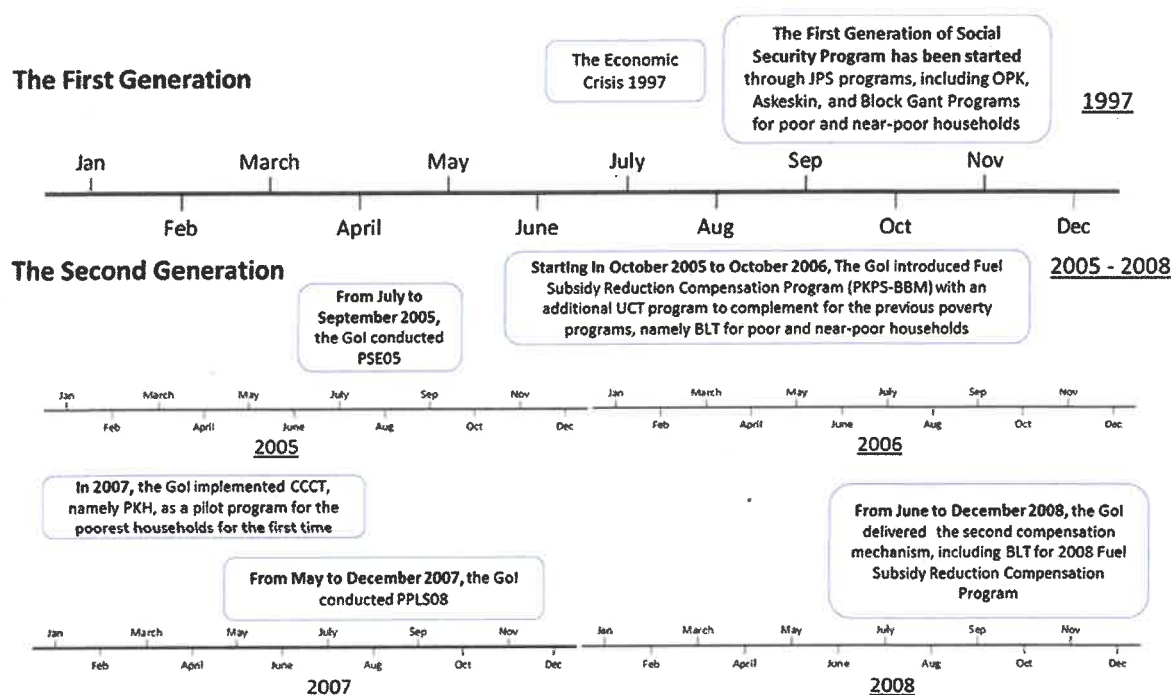 The First Generation
The Economic
Crisis 1997
The First Generation of Social
Security Program has been started
through JPS programs, including OPK,
Askeskin, and Block Gant Programs
for poor and near-poor households
1997
Jan March May July Sep Nov
Feb April June Aug Oct Dec
The Second Generation
2005 - 2008
From July to
September 2005,
the GoI conducted
PSE05
Starting in October 2005 to October 2006, The GoI introduced Fuel
Subsidy Reduction Compensation Program (PKPS-BBM) with an
additional UCT program to complement for the previous poverty
programs, namely BLT for poor and near-poor households
Jan March May July Sep Nov
Feb April June Aug Oct Dec
2005
Jan March May July Sep Nov
Feb April June Aug Oct Dec
2006
In 2007, the GoI implemented CCCT,
namely PKH, as a pilot program for the
poorest households for the first time
From May to December 2007, the GoI
conducted PPLS08
From June to December 2008, the GoI
delivered the second compensation
mechanism, including BLT for 2008 Fuel
Subsidy Reduction Compensation
Program
Jan March May July Sep Nov
Feb April June Aug Oct Dec
2007
Jan March May July Sep Nov
Feb April June Aug Oct Dec
2008